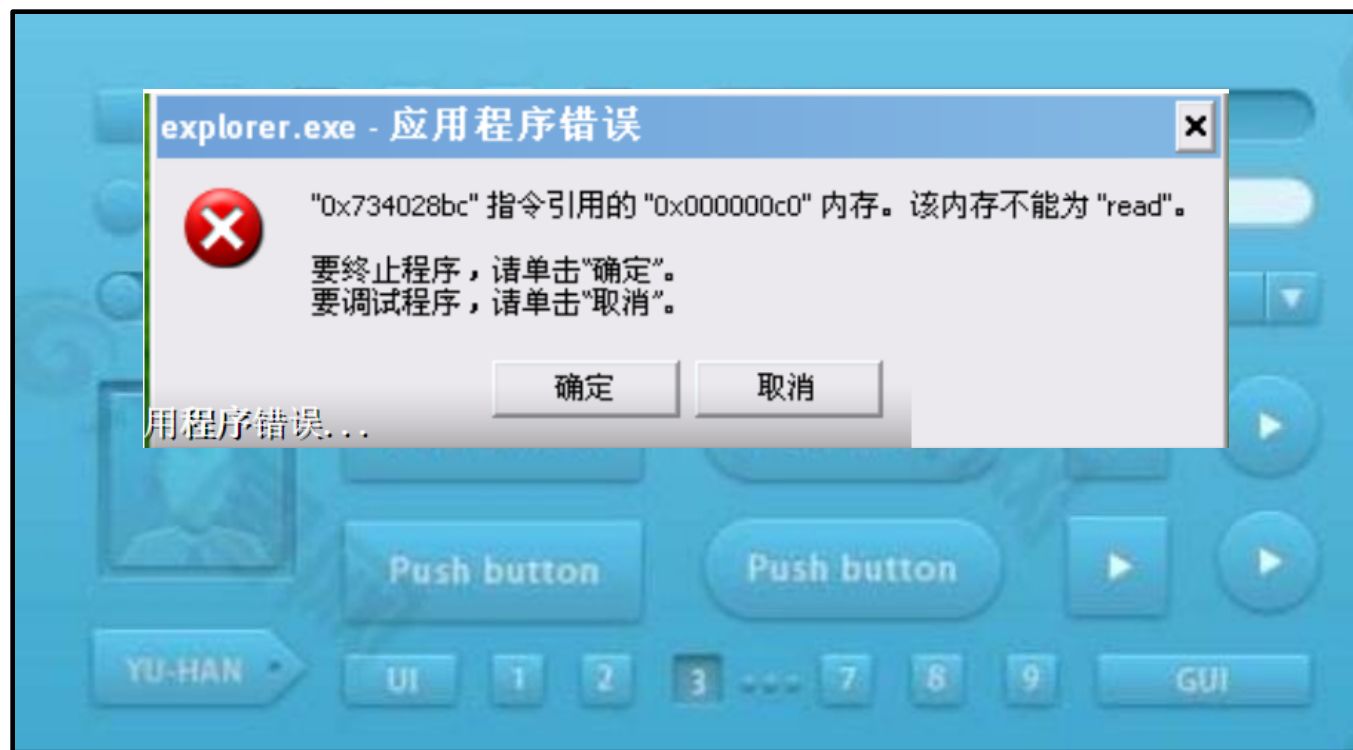 explorer.exe - 应用程序错误
"0x734028bc" 指令引用的 "0x000000c0" 内存。该内存不能为 "read"。
要终止程序，请单击“确定”。
要调试程序，请单击“取消”。
确定 取消
用程序错误...
Push button Push button
YU-HAN UI 1 2 3 --- 7 8 9 GUI